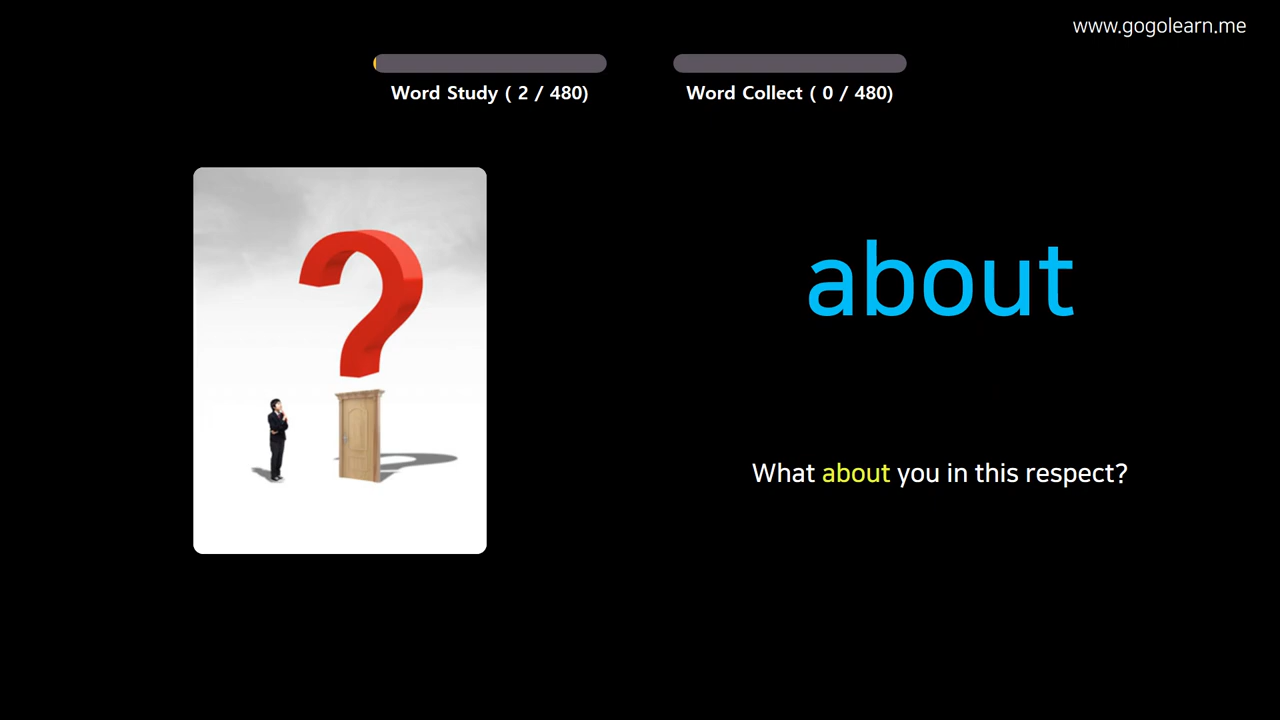 www.gogolearn.me
Word Study ( 2 / 480)
Word Collect ( 0 / 480)
about
What about you in this respect?